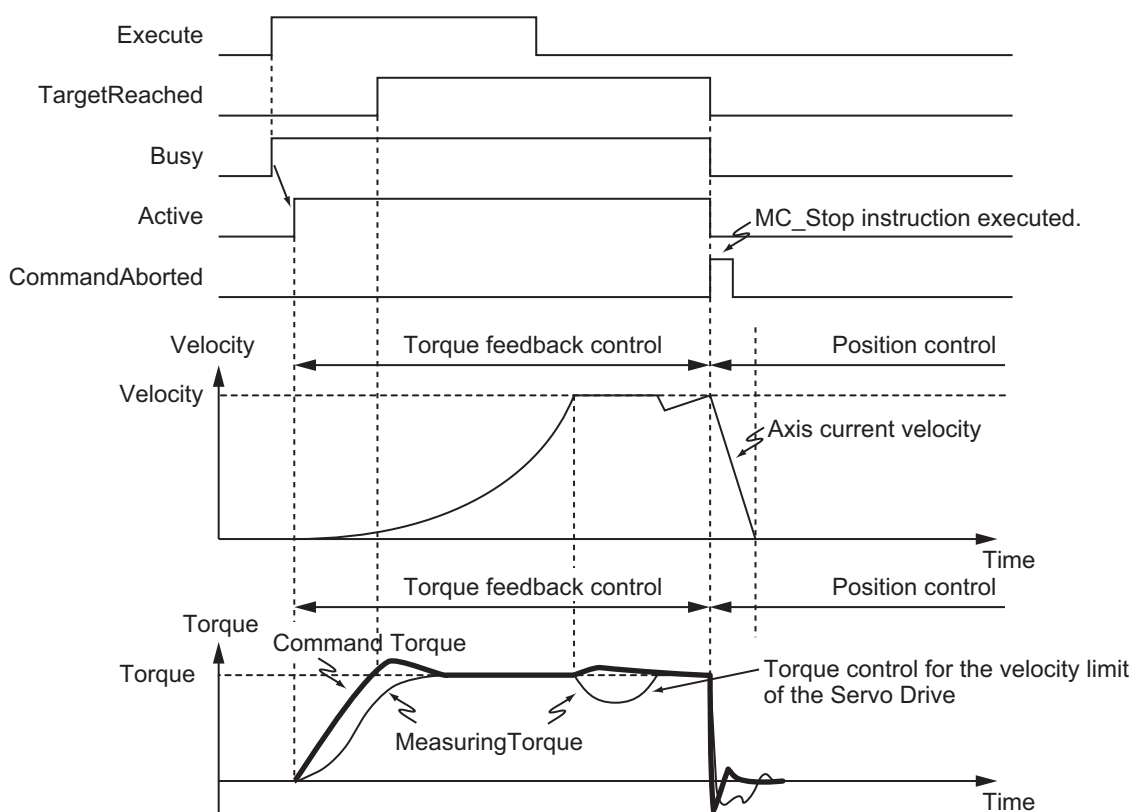 Execute
TargetReached
Busy
Active
MC_Stop instruction executed.
CommandAborted
Velocity
Torque feedback control
Position control
Velocity
Axis current velocity
Time
Torque feedback control
Position control
Torque
Command Torque
Torque
Torque control for the velocity limit
of the Servo Drive
MeasuringTorque
Time